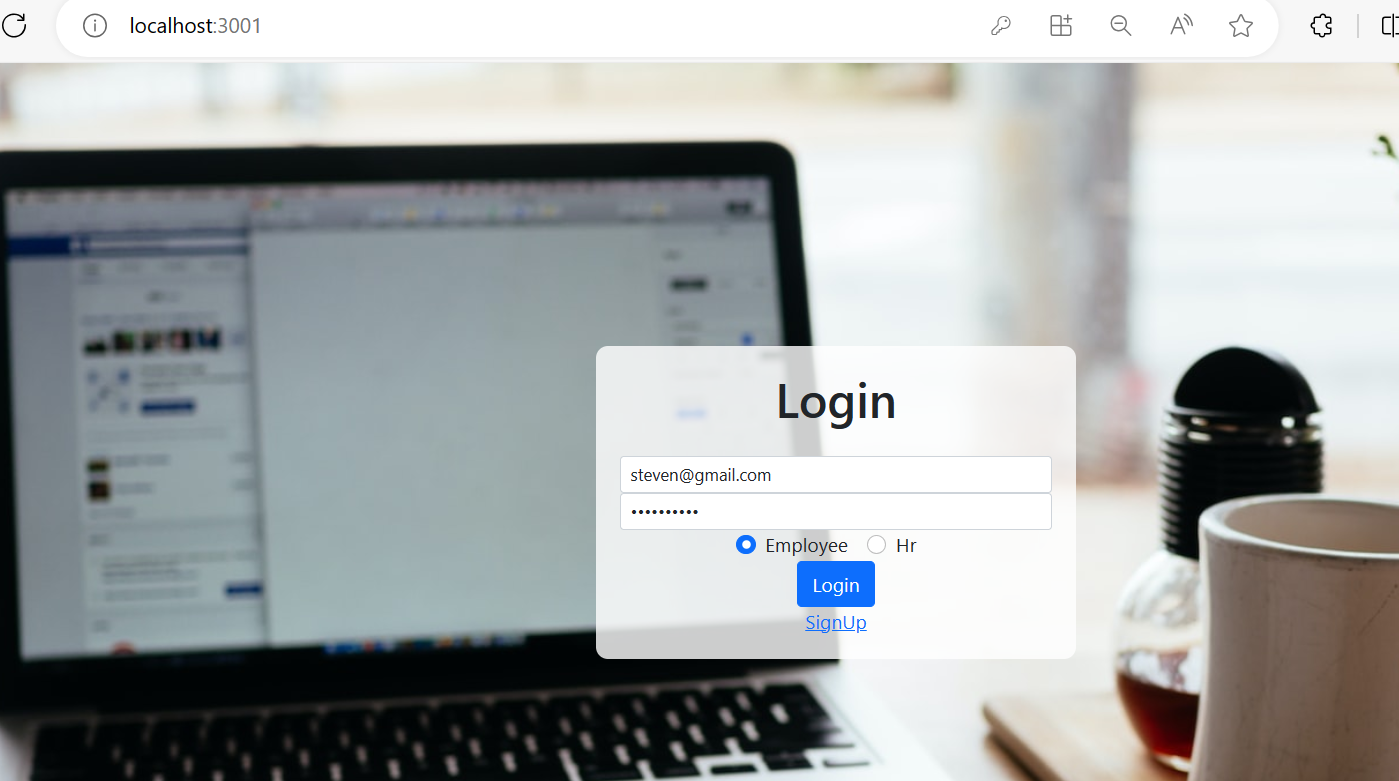 localhost:3001
Login
steven@gmail.com
••••••••••
Employee Hr
Login
SignUp